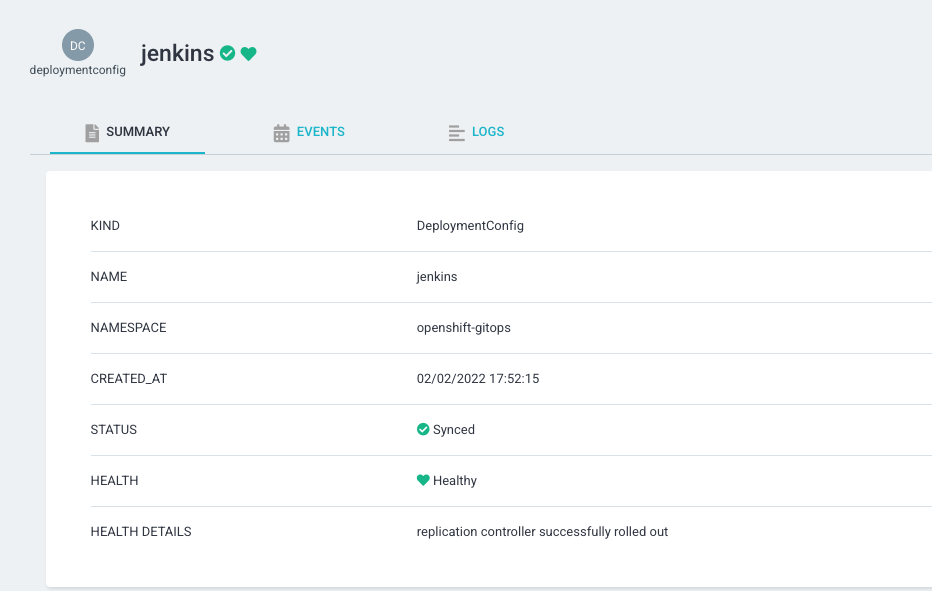 DC
deploymentconfig
jenkins
SUMMARY EVENTS LOGS
KIND DeploymentConfig
NAME jenkins
NAMESPACE openshift-gitops
CREATED_AT 02/02/2022 17:52:15
STATUS Synced
HEALTH Healthy
HEALTH DETAILS replication controller successfully rolled out